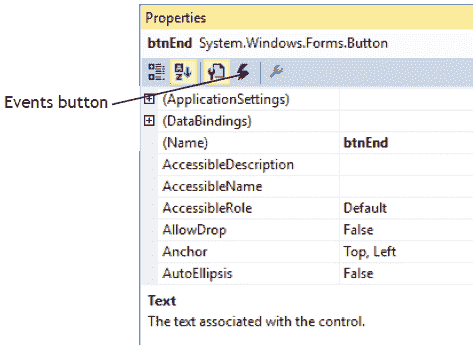 Properties
btnEnd System.Windows.Forms.Button
Events button
(ApplicationSettings)
(DataBindings)
(Name) btnEnd
AccessibleDescription
AccessibleName
AccessibleRole Default
AllowDrop False
Anchor Top, Left
AutoEllipsis False
Text
The text associated with the control.